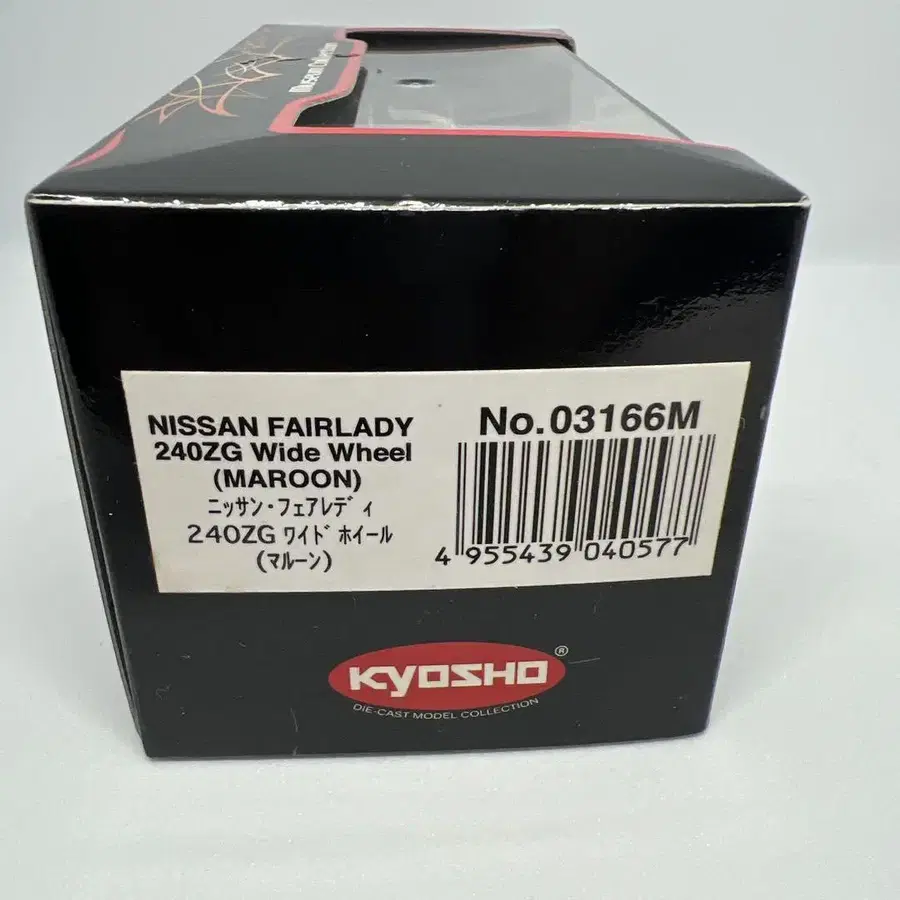 Museum Collection
NISSAN FAIRLADY
240ZG Wide Wheel
(MAROON)
ニッサン・フェアレディ
240ZG ワイド ホイール
(マルーン)
No.03166M
4 955439 040577
KYOSHO®
DIE-CAST MODEL COLLECTION